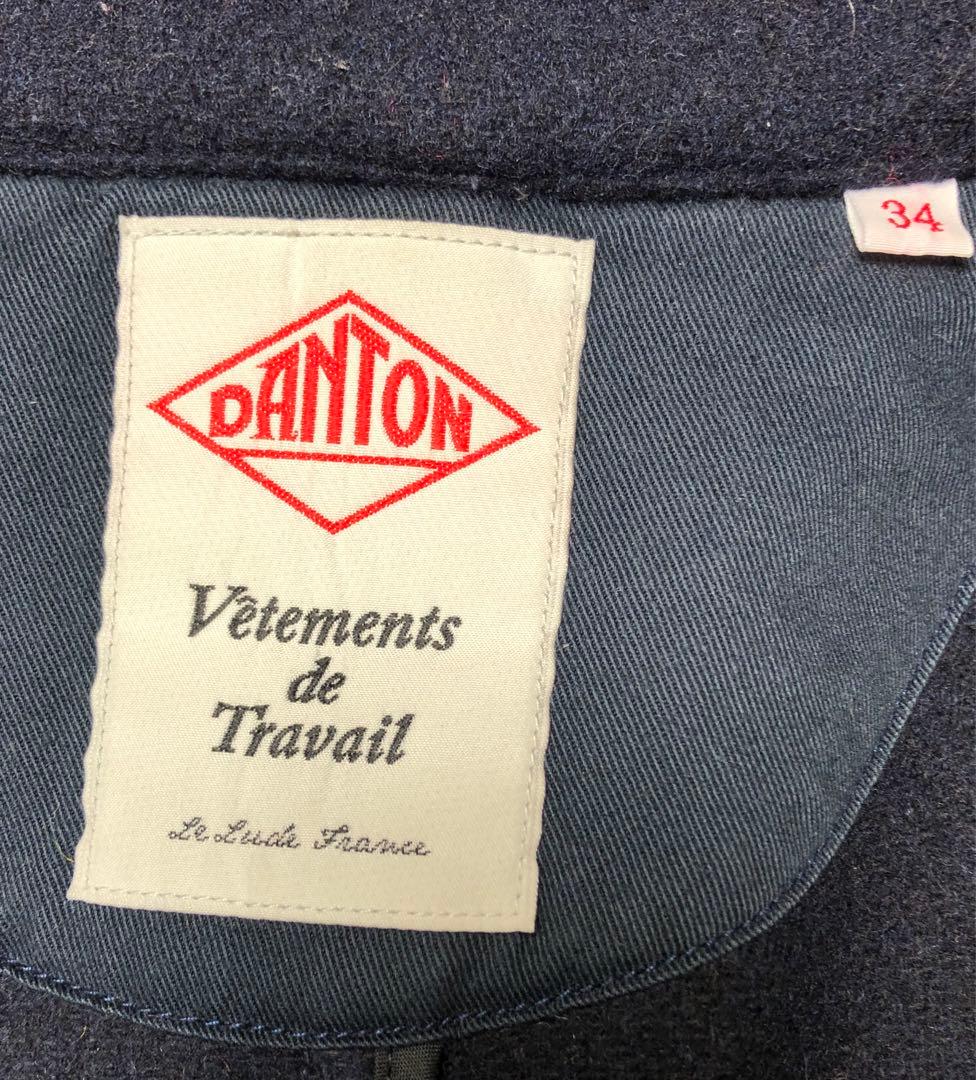 34
DANTON
Vêtements
de
Travail
Le Lude France